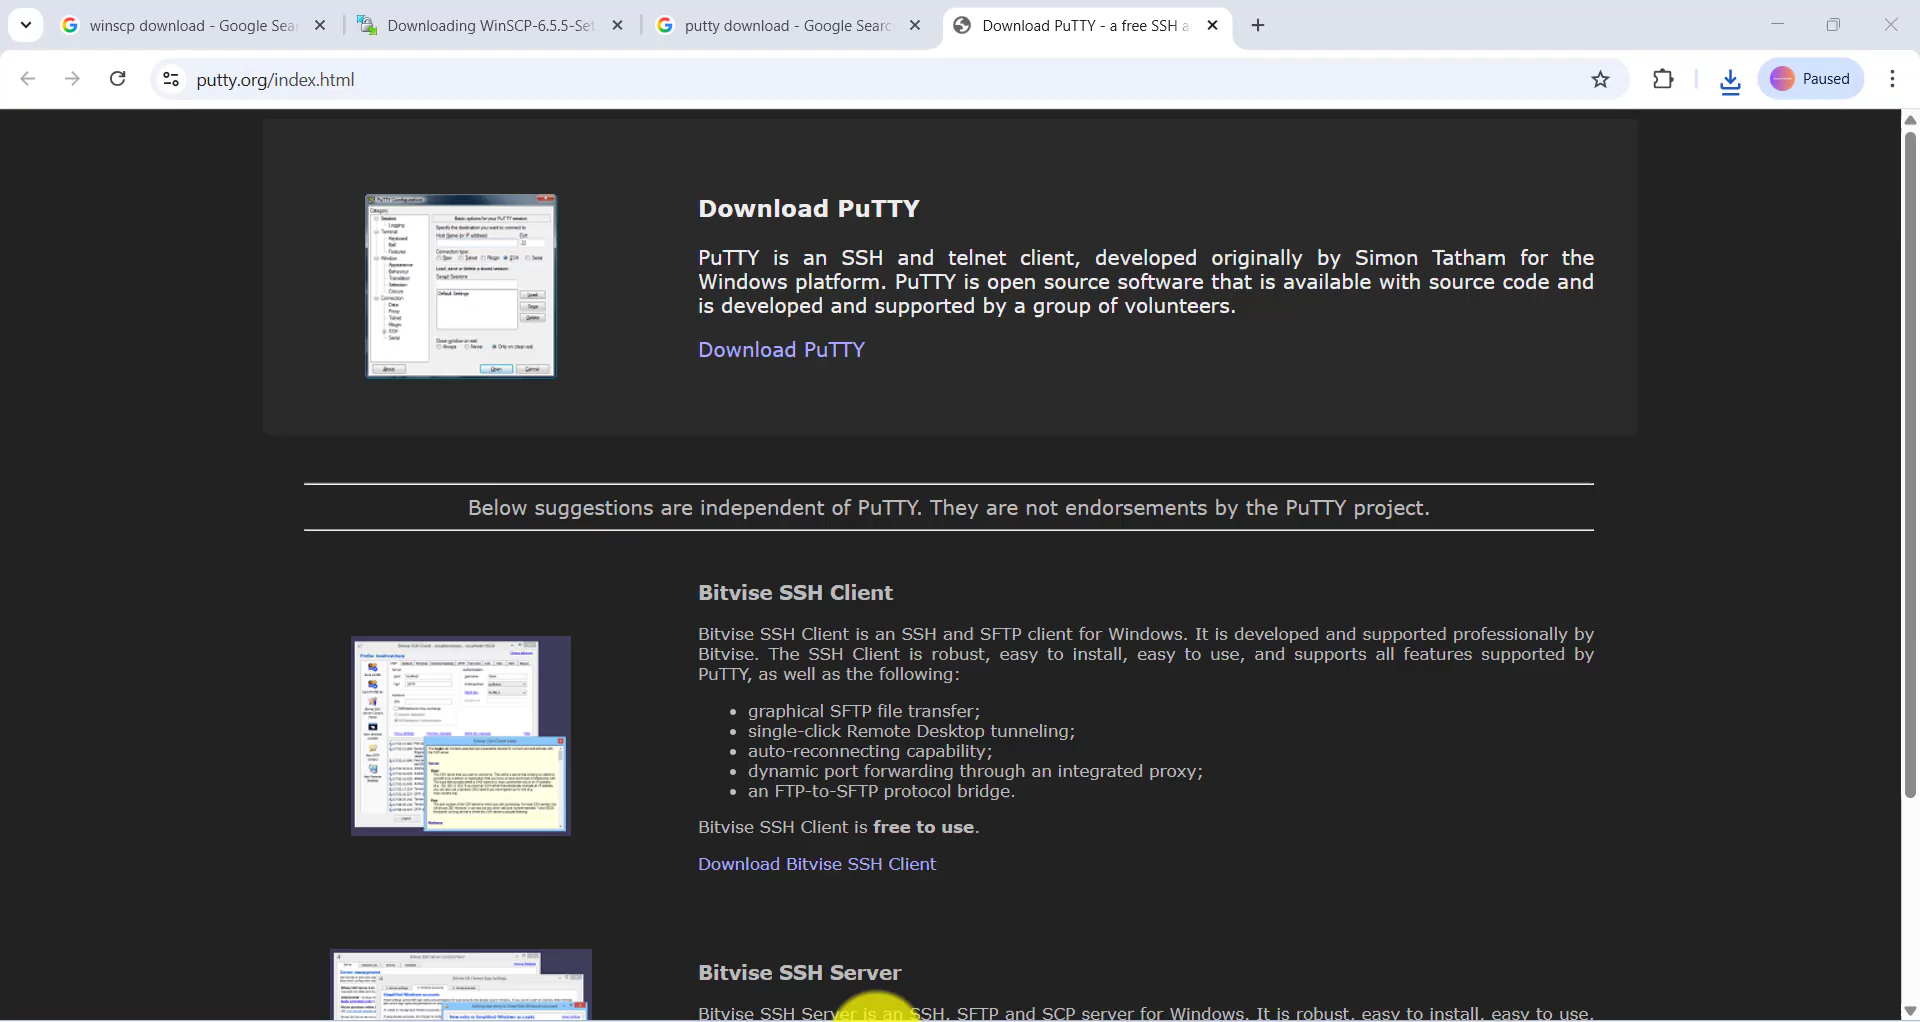 winscp download - Google Sea
Downloading WinSCP-6.5.5-Set
putty download - Google Searc
Download PuTTY - a free SSH a
putty.org/index.html
Paused
Download PuTTY
PuTTY is an SSH and telnet client, developed originally by Simon Tatham for the
Windows platform. PuTTY is open source software that is available with source code and
is developed and supported by a group of volunteers.
Download PuTTY
Below suggestions are independent of PuTTY. They are not endorsements by the PuTTY project.
Bitvise SSH Client
Bitvise SSH Client is an SSH and SFTP client for Windows. It is developed and supported professionally by
Bitvise. The SSH Client is robust, easy to install, easy to use, and supports all features supported by
PuTTY, as well as the following:
• graphical SFTP file transfer;
• single-click Remote Desktop tunneling;
• auto-reconnecting capability;
• dynamic port forwarding through an integrated proxy;
• an FTP-to-SFTP protocol bridge.
Bitvise SSH Client is free to use.
Download Bitvise SSH Client
Bitvise SSH Server
Bitvise SSH Server is an SSH, SFTP and SCP server for Windows. It is robust, easy to install, easy to use,